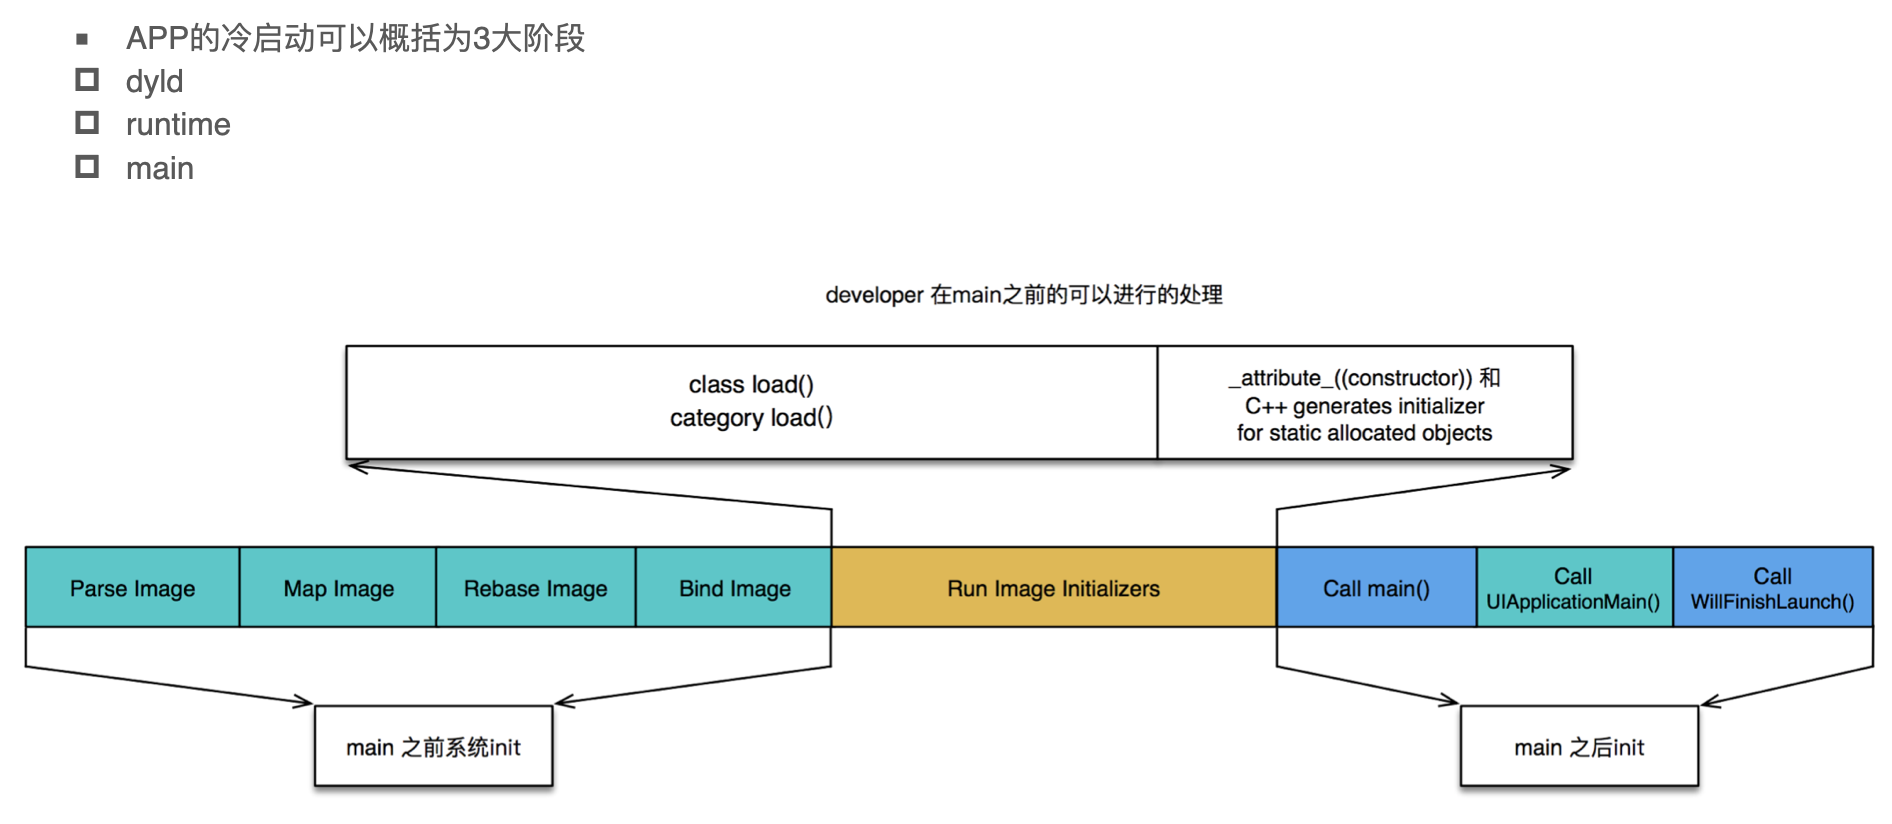 APP的冷启动可以概括为3大阶段
dyld
runtime
main
developer 在main之前的可以进行的处理
class load()
category load()
_attribute_((constructor)) 和
C++ generates initializer
for static allocated objects
Parse Image
Map Image
Rebase Image
Bind Image
Run Image Initializers
Call main()
Call
UIApplicationMain()
Call
WillFinishLaunch()
main 之前系统init
main 之后init